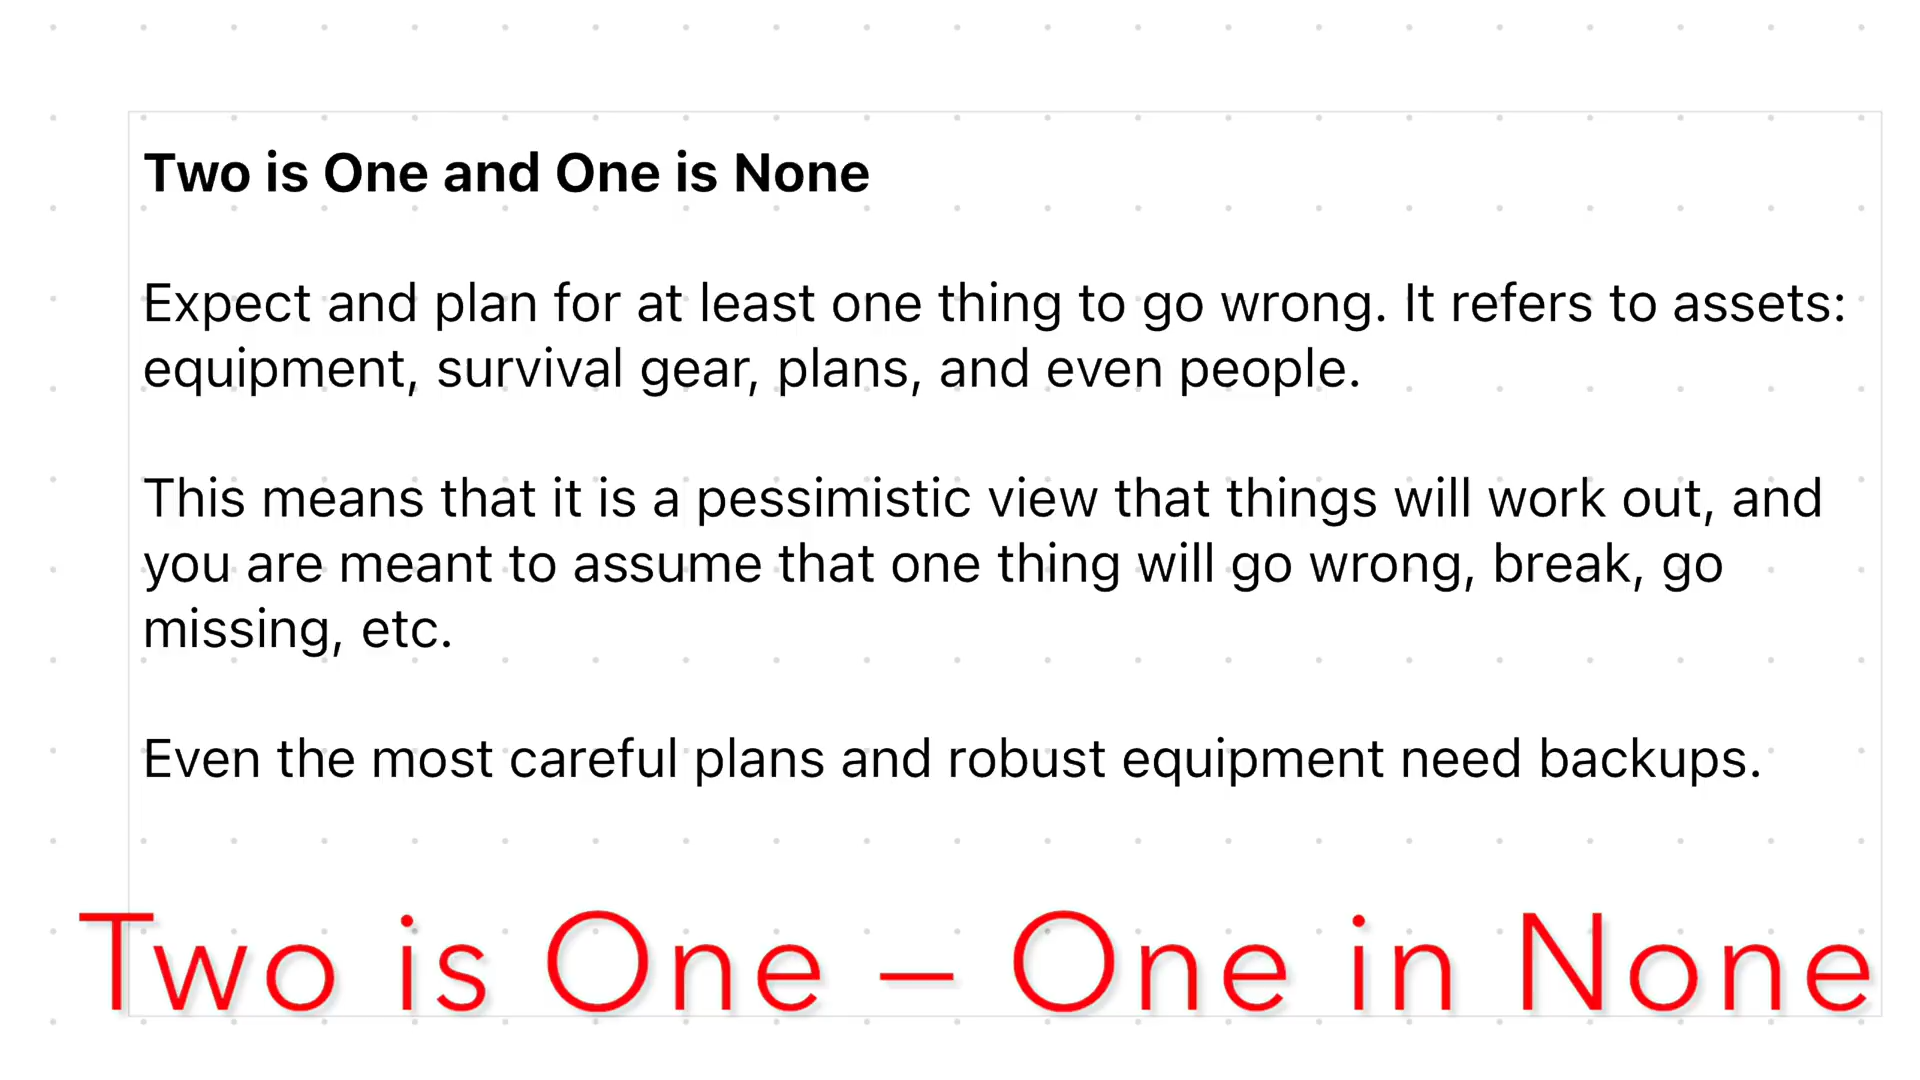 Two is One and One is None
Expect and plan for at least one thing to go wrong. It refers to assets:
equipment, survival gear, plans, and even people.
This means that it is a pessimistic view that things will work out, and
you are meant to assume that one thing will go wrong, break, go
missing, etc.
Even the most careful plans and robust equipment need backups.
Two is One – One in None